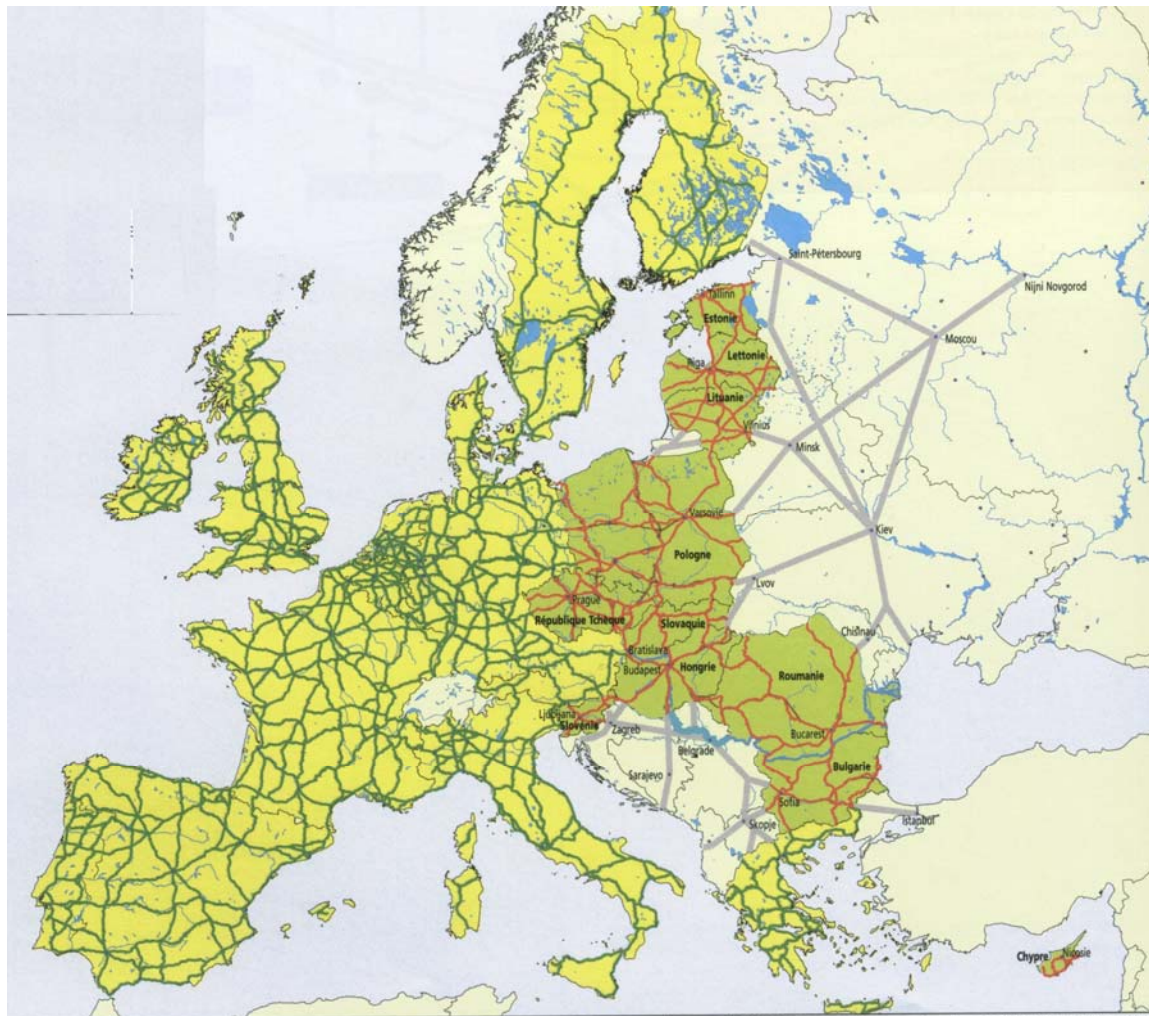 Saint-Pétersbourg
Nijni Novgorod
Tallinn
Estonie
Moscou
Lettonie
Riga
Lituanie
Vilnius
Minsk
Varsovie
Kiev
Pologne
Lvov
Prague
République Tchèque
Slovaquie
Chisinau
Bratislava
Budapest
Hongrie
Roumanie
Ljubljana
Slovénie
Zagreb
Bucarest
Belgrade
Sarajevo
Bulgarie
Sofia
Istanbul
Skopje
Chypre
Nicosie